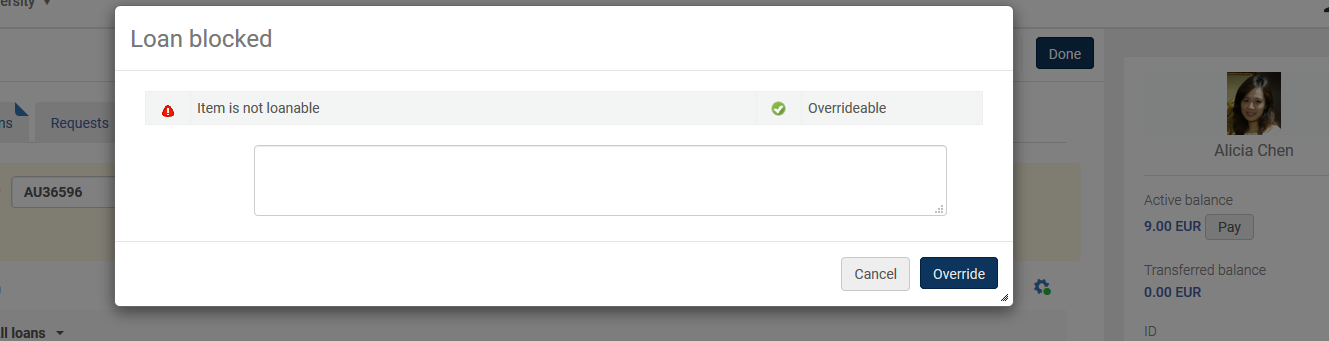 ersity
Loan blocked
Done
Item is not loanable
Overrideable
ns
Requests
Alicia Chen
AU36596
Active balance
9.00 EUR
Pay
Cancel
Override
Transferred balance
0.00 EUR
ll loans
ID